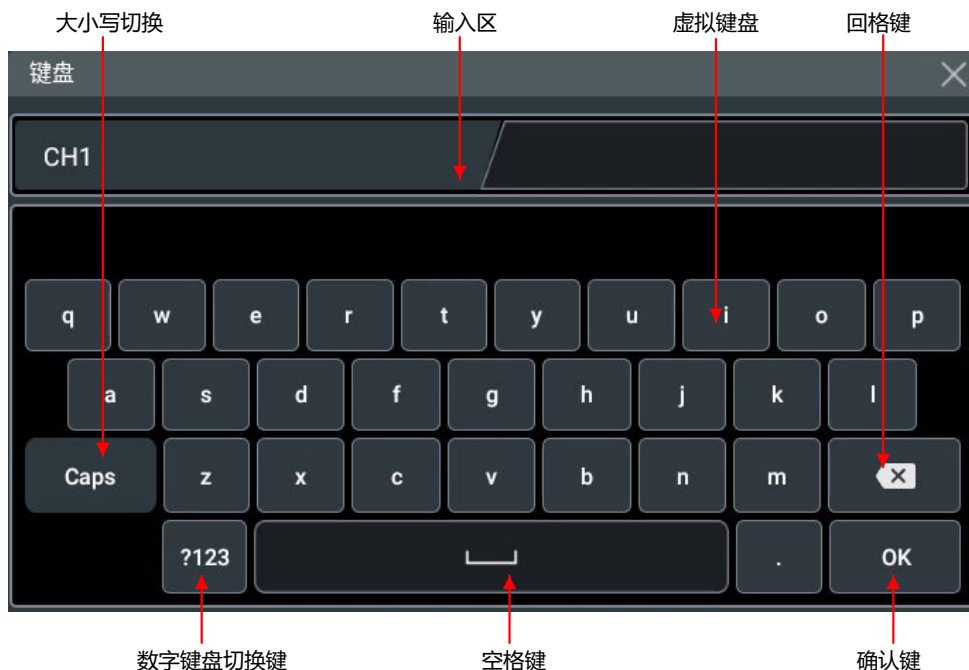 大小写切换 输入区 虚拟键盘 回格键
键盘
CH1
q w e r t y u i o p
a s d f g h j k l
Caps z x c v b n m
?123 . OK
数字键盘切换键 空格键 确认键